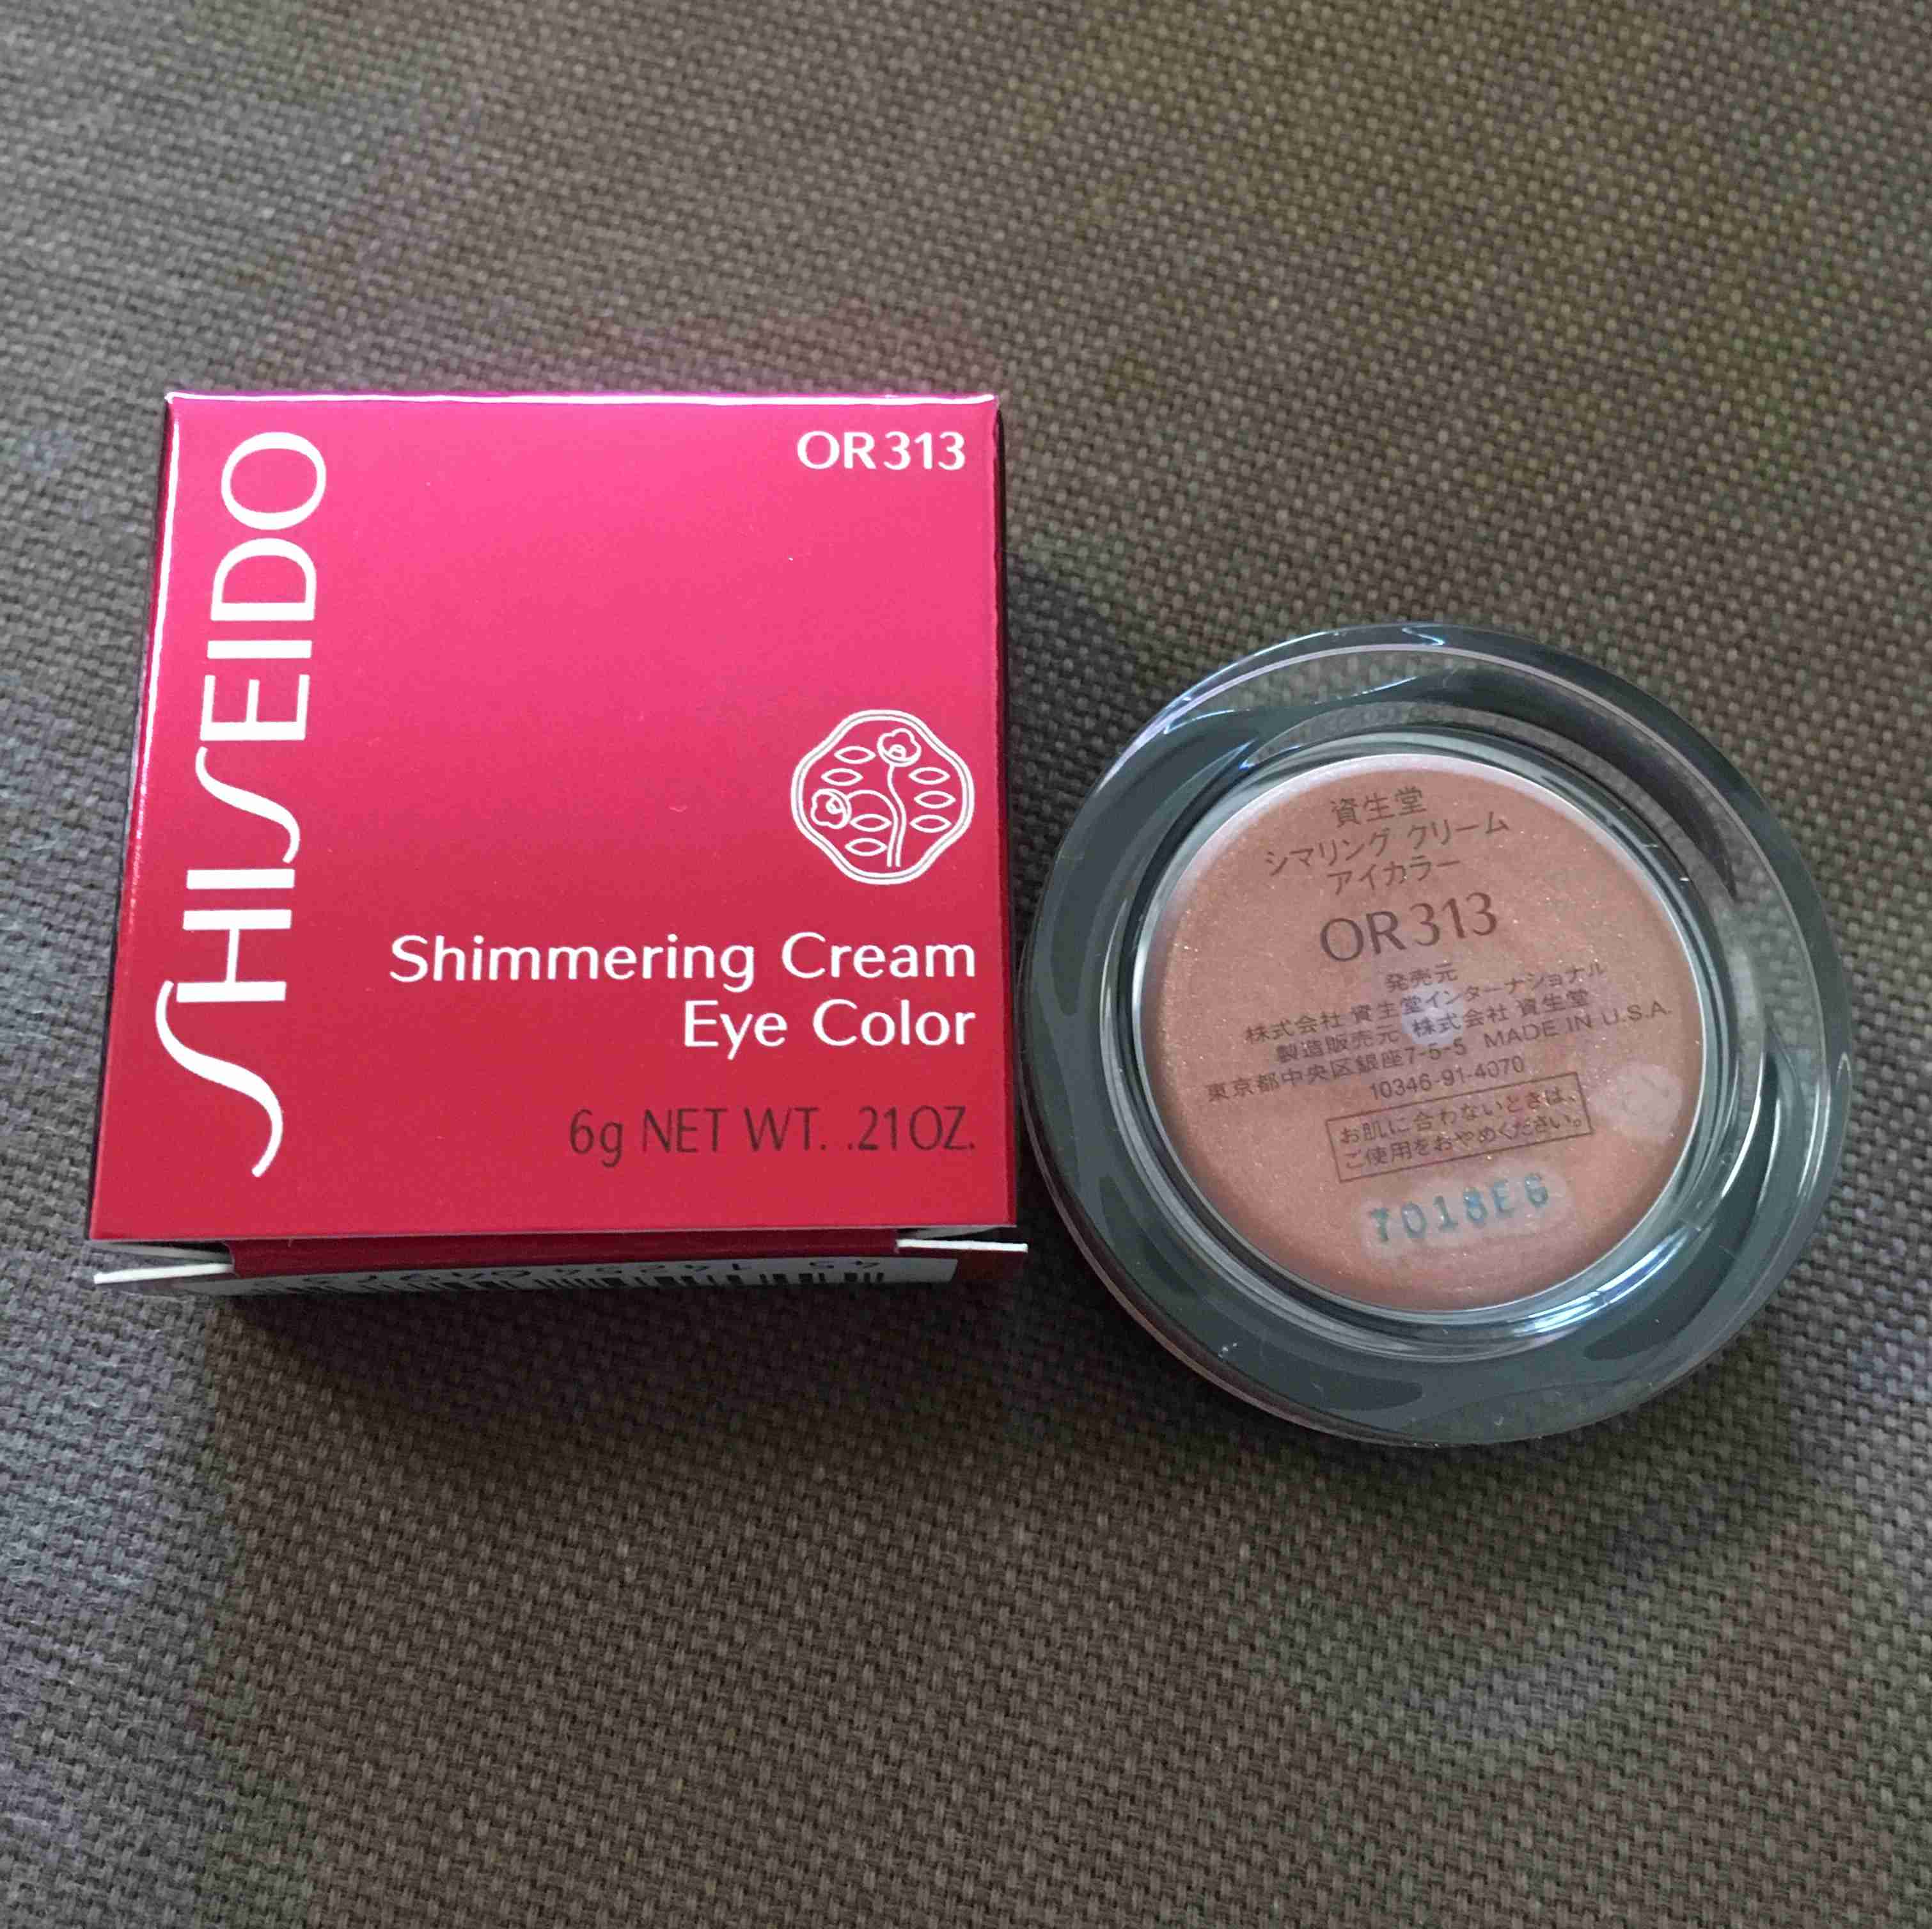 SHISEIDO
OR313
Shimmering Cream
Eye Color
6g NET WT. .21OZ.
資生堂
シマリング クリーム
アイカラー
OR313
発売元
株式会社 資生堂インターナショナル
製造販売元 株式会社 資生堂
東京都中央区銀座7-5-5 MADE IN U.S.A.
10346-91-4070
お肌に合わないときは、
ご使用をおやめください。
7018E6